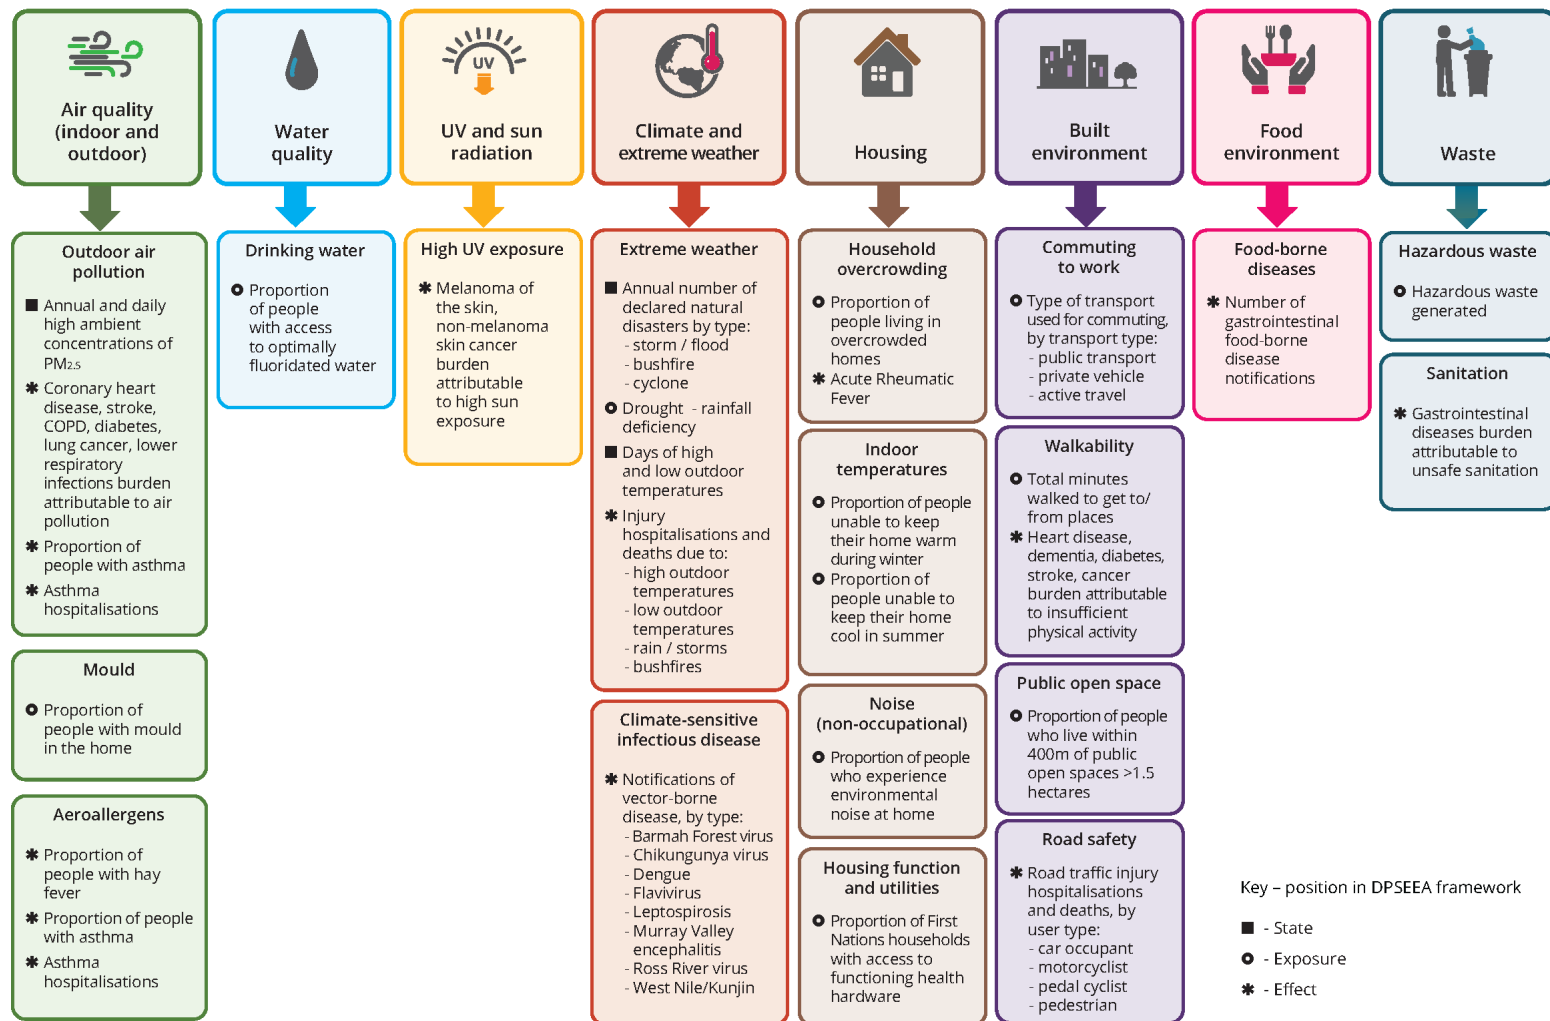 Air quality
(indoor and
outdoor)
Outdoor air
pollution
■ Annual and daily
high ambient
concentrations of
PM2.5
✱ Coronary heart
disease, stroke,
COPD, diabetes,
lung cancer, lower
respiratory
infections burden
attributable to air
pollution
✱ Proportion of
people with asthma
✱ Asthma
hospitalisations
Mould
Proportion of
people with mould
in the home
Aeroallergens
✱ Proportion of
people with hay
fever
✱ Proportion of people
with asthma
✱ Asthma
hospitalisations
Water
quality
Drinking water
Proportion
of people
with access
to optimally
fluoridated water
UV
UV and sun
radiation
High UV exposure
✱ Melanoma of
the skin,
non-melanoma
skin cancer
burden
attributable
to high sun
exposure
Climate and
extreme weather
Extreme weather
■ Annual number of
declared natural
disasters by type:
- storm / flood
- bushfire
- cyclone
Drought - rainfall
deficiency
■ Days of high
and low outdoor
temperatures
✱ Injury
hospitalisations and
deaths due to:
- high outdoor
temperatures
- low outdoor
temperatures
- rain / storms
- bushfires
Climate-sensitive
infectious disease
✱ Notifications of
vector-borne
disease, by type:
- Barmah Forest virus
- Chikungunya virus
- Dengue
- Flavivirus
- Leptospirosis
- Murray Valley
encephalitis
- Ross River virus
- West Nile/Kunjin
Housing
Household
overcrowding
Proportion of
people living in
overcrowded
homes
✱ Acute Rheumatic
Fever
Indoor
temperatures
Proportion of people
unable to keep
their home warm
during winter
Proportion of
people unable to
keep their home
cool in summer
Noise
(non-occupational)
Proportion of people
who experience
environmental
noise at home
Housing function
and utilities
Proportion of First
Nations households
with access to
functioning health
hardware
Built
environment
Commuting
to work
Type of transport
used for commuting,
by transport type:
- public transport
- private vehicle
- active travel
Walkability
Total minutes
walked to get to/
from places
✱ Heart disease,
dementia, diabetes,
stroke, cancer
burden attributable
to insufficient
physical activity
Public open space
Proportion of people
who live within
400m of public
open spaces >1.5
hectares
Road safety
✱ Road traffic injury
hospitalisations
and deaths, by
user type:
- car occupant
- motorcyclist
- pedal cyclist
- pedestrian
Food
environment
Food-borne
diseases
✱ Number of
gastrointestinal
food-borne
disease
notifications
Waste
Hazardous waste
Hazardous waste
generated
Sanitation
✱ Gastrointestinal
diseases burden
attributable to
unsafe sanitation
Key – position in DPSEEA framework
■ - State
- Exposure
✱ - Effect